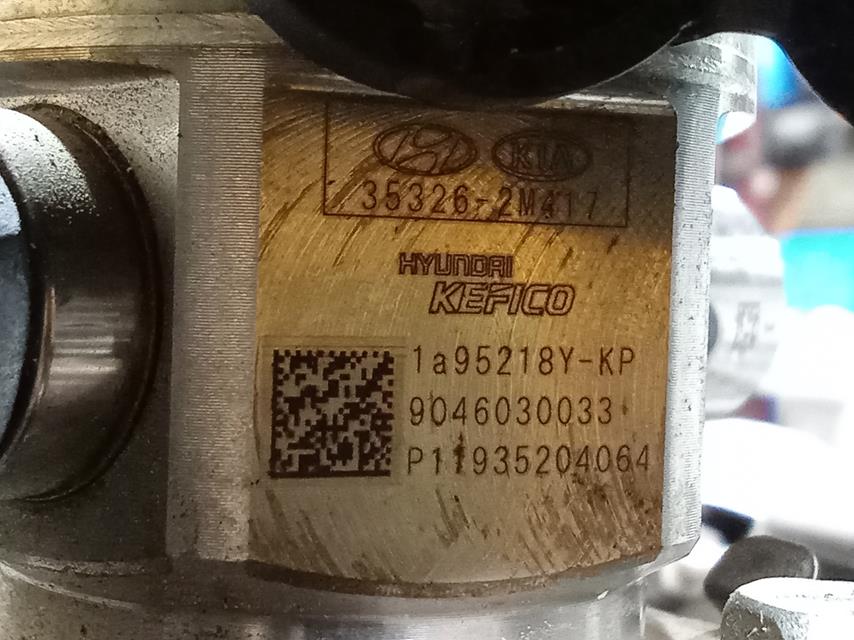 KIA
35326-2M417
HYUNDAI
KEFICO
1a95218Y-KP
9046030033
P11935204064